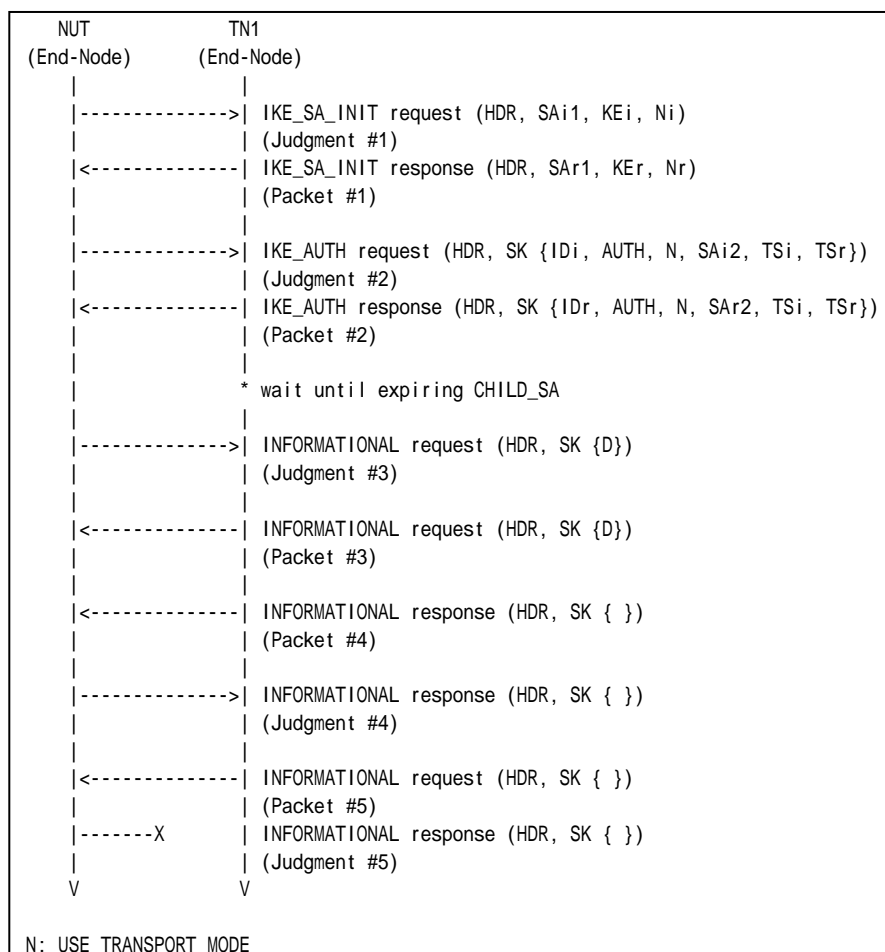 NUT TN1
(End-Node) (End-Node)
| |
|-------------->| IKE_SA_INIT request (HDR, SAi1, KEi, Ni)
| | (Judgment #1)
|<--------------| IKE_SA_INIT response (HDR, SAr1, KEr, Nr)
| | (Packet #1)
| |
|-------------->| IKE_AUTH request (HDR, SK {IDi, AUTH, N, SAi2, TSi, TSr})
| | (Judgment #2)
|<--------------| IKE_AUTH response (HDR, SK {IDr, AUTH, N, SAr2, TSi, TSr})
| | (Packet #2)
| |
| * wait until expiring CHILD_SA
| |
|-------------->| INFORMATIONAL request (HDR, SK {D})
| | (Judgment #3)
| |
|<--------------| INFORMATIONAL request (HDR, SK {D})
| | (Packet #3)
| |
|<--------------| INFORMATIONAL response (HDR, SK { })
| | (Packet #4)
| |
|-------------->| INFORMATIONAL response (HDR, SK { })
| | (Judgment #4)
| |
|<--------------| INFORMATIONAL request (HDR, SK { })
| | (Packet #5)
|-------X | INFORMATIONAL response (HDR, SK { })
| | (Judgment #5)
V V
N: USE TRANSPORT MODE